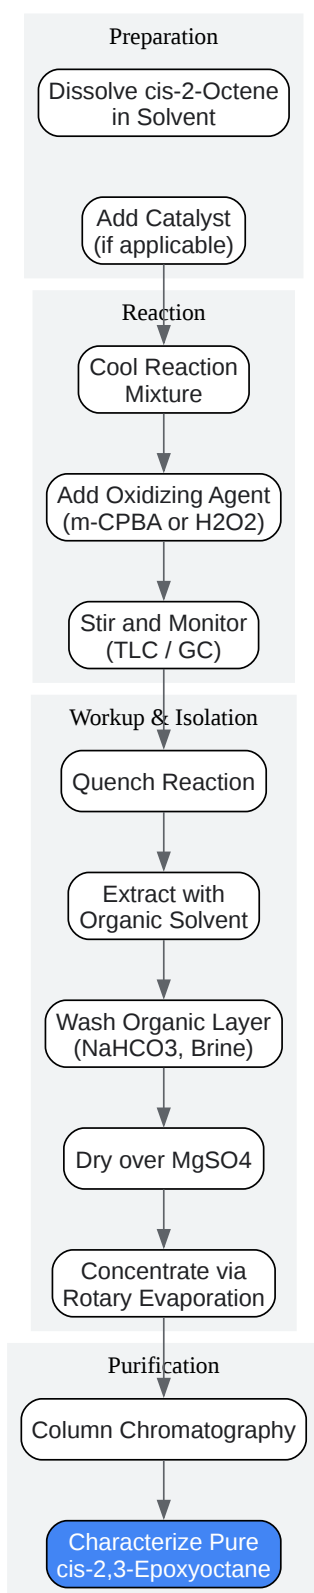 Preparation
Dissolve cis-2-Octene
in Solvent
Add Catalyst
(if applicable)
Reaction
Cool Reaction
Mixture
Add Oxidizing Agent
(m-CPBA or H2O2)
Stir and Monitor
(TLC / GC)
Workup & Isolation
Quench Reaction
Extract with
Organic Solvent
Wash Organic Layer
(NaHCO3, Brine)
Dry over MgSO4
Concentrate via
Rotary Evaporation
Purification
Column Chromatography
Characterize Pure
cis-2,3-Epoxyoctane